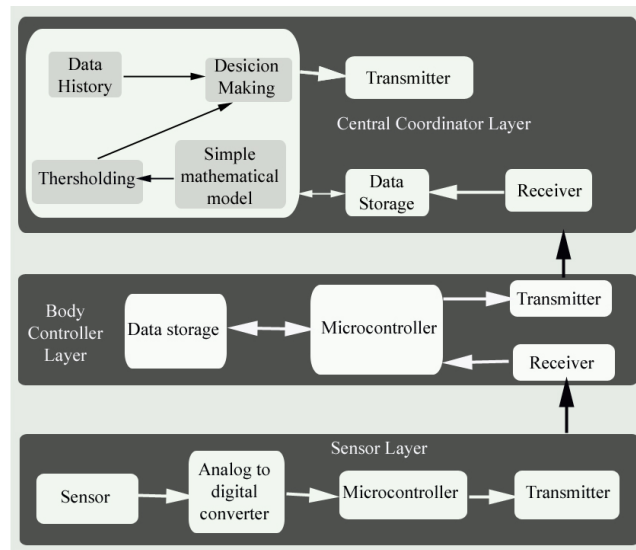 Data
History
Desicion
Making
Transmitter
Central Coordinator Layer
Thersholding
Simple
mathematical
model
Data
Storage
Receiver
Body
Controller
Layer
Data storage
Microcontroller
Transmitter
Receiver
Sensor Layer
Sensor
Analog to
digital
converter
Microcontroller
Transmitter